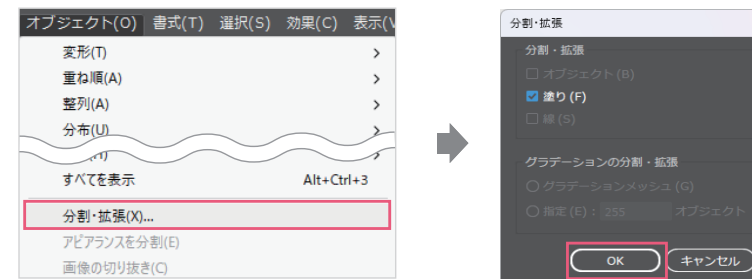 オブジェクト(O) 書式(T) 選択(S) 効果(C) 表示(V
変形(T)
重ね順(A)
整列(A)
分布(U)
すべてを表示 Alt+Ctrl+3
分割･拡張(X)...
アピアランスを分割(E)
画像の切り抜き(C)
分割･拡張
分割・拡張
オブジェクト (B)
塗り (F)
線 (S)
グラデーションの分割・拡張
グラデーションメッシュ (G)
指定 (E)： 255 オブジェクト
OK キャンセル